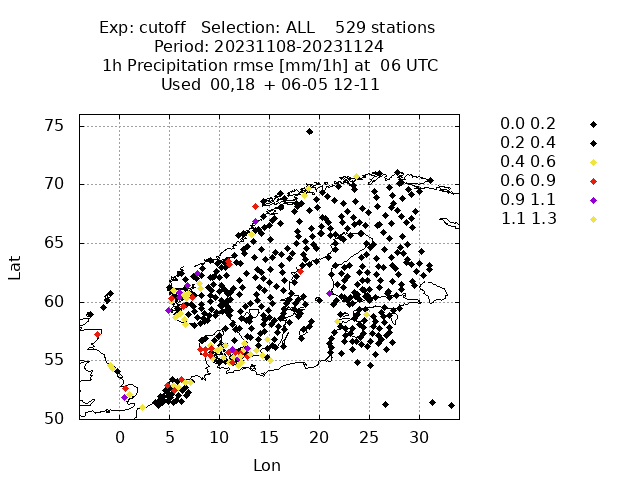 Exp: cutoff Selection: ALL 529 stations
Period: 20231108-20231124
1h Precipitation rmse [mm/1h] at 06 UTC
Used 00,18 + 06-05 12-11
75
70
65
60
55
50
Lat
0 5 10 15 20 25 30
Lon
0.0 0.2
0.2 0.4
0.4 0.6
0.6 0.9
0.9 1.1
1.1 1.3